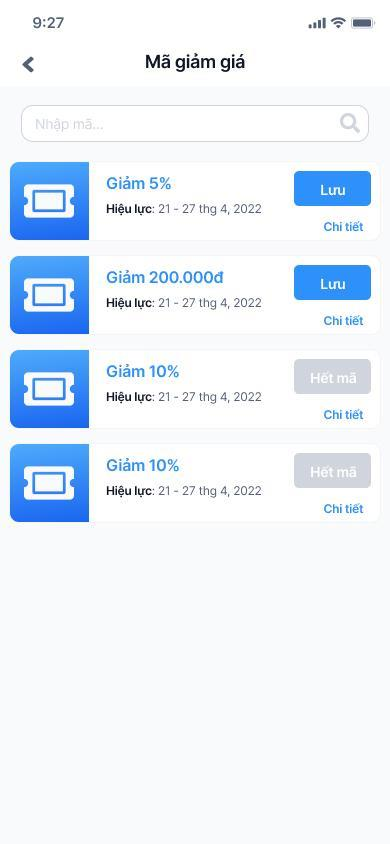 9:27
Mã giảm giá
Nhập mã...
Giảm 5%
Lưu
Hiệu lực: 21 - 27 thg 4, 2022
Chi tiết
Giảm 200.000đ
Lưu
Hiệu lực: 21 - 27 thg 4, 2022
Chi tiết
Giảm 10%
Hết mã
Hiệu lực: 21 - 27 thg 4, 2022
Chi tiết
Giảm 10%
Hết mã
Hiệu lực: 21 - 27 thg 4, 2022
Chi tiết